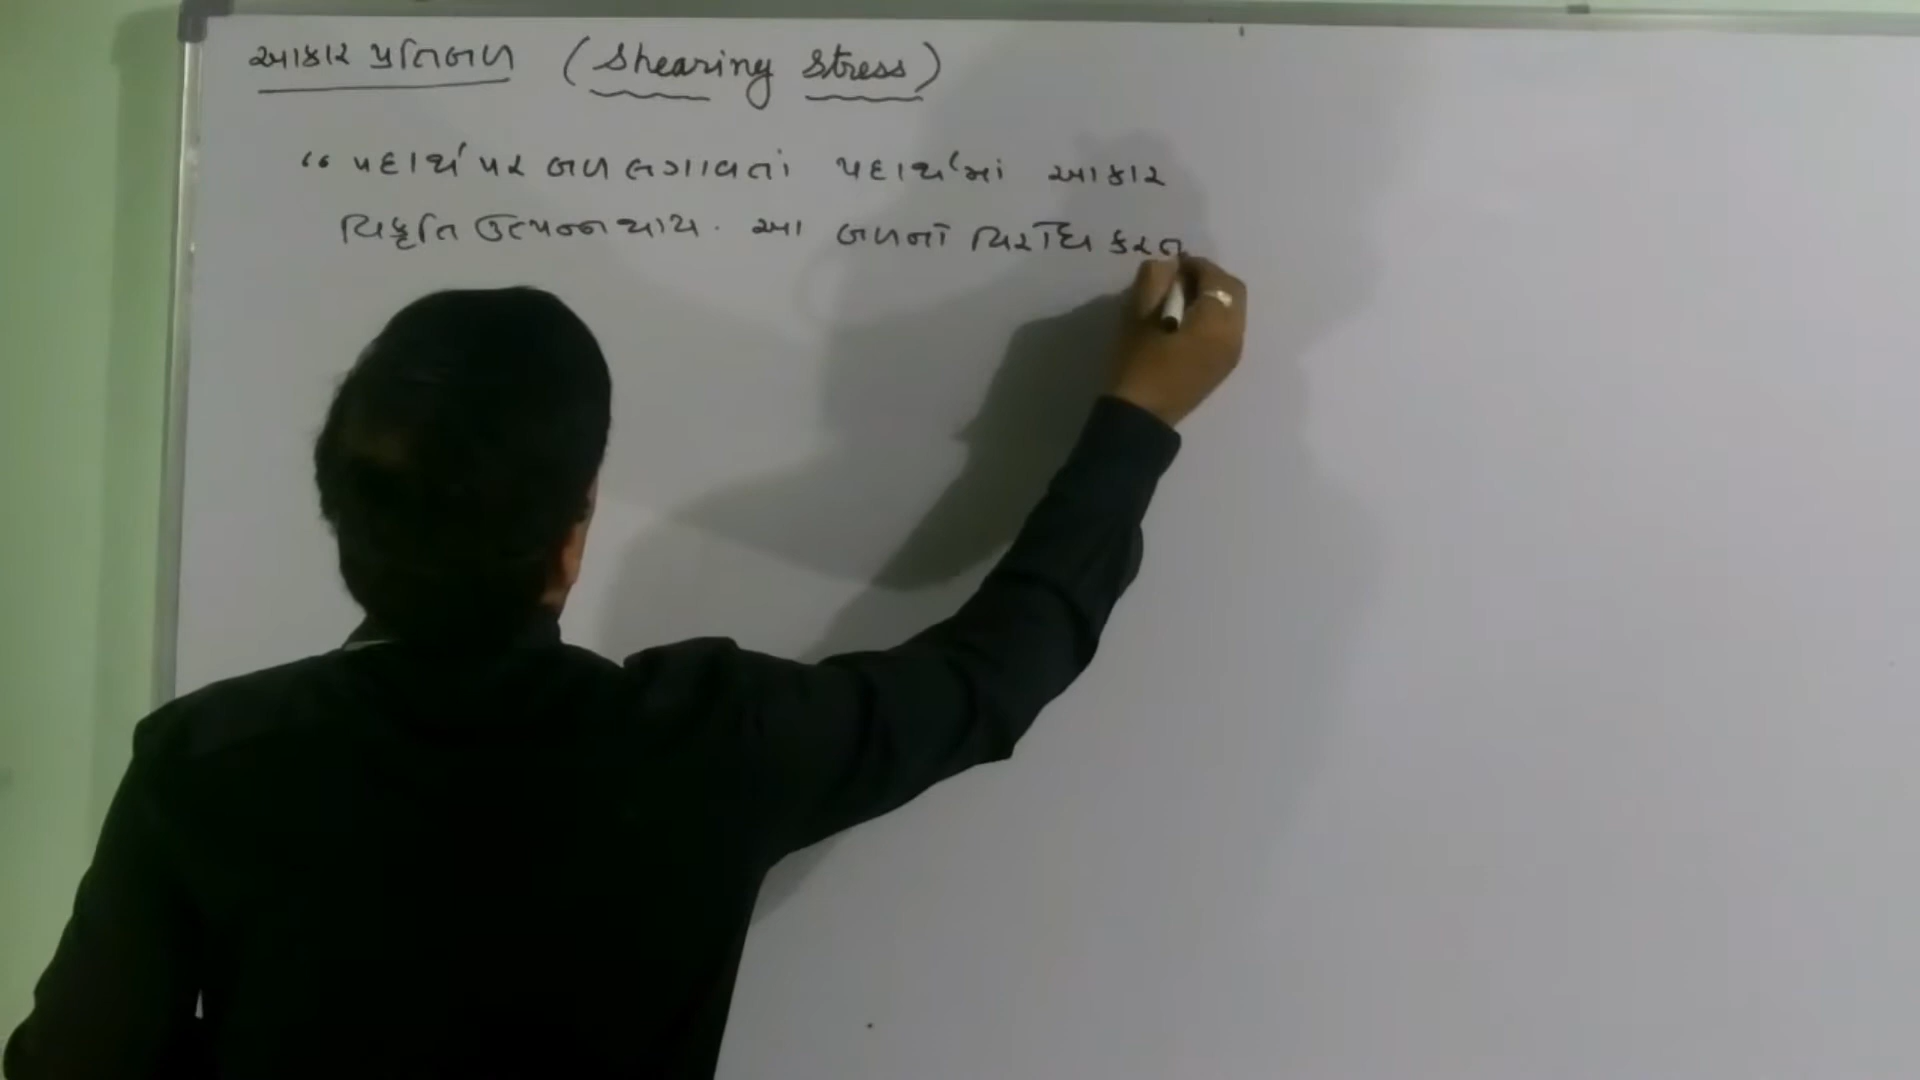 આકાર પ્રતિબળ (Shearing Stress)
“ પદાર્થ પર બળ લગાવતાં પદાર્થમાં આકાર
વિકૃતિ ઉત્પન્ન થાય. આ બળનો વિરોધ કરત